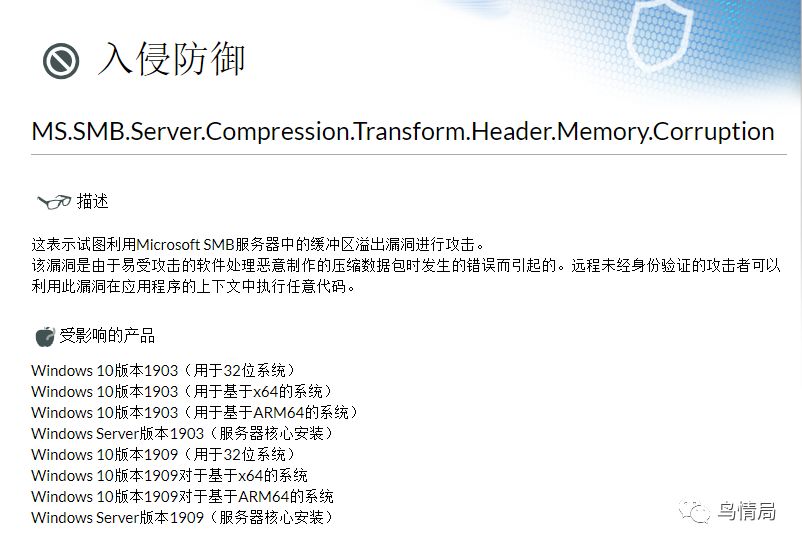 入侵防御
MS.SMB.Server.Compression.Transform.Header.Memory.Corruption
描述
这表示试图利用Microsoft SMB服务器中的缓冲区溢出漏洞进行攻击。
该漏洞是由于易受攻击的软件处理恶意制作的压缩数据包时发生的错误而引起的。远程未经身份验证的攻击者可以
利用此漏洞在应用程序的上下文中执行任意代码。
受影响的产品
Windows 10版本1903（用于32位系统）
Windows 10版本1903（用于基于x64的系统）
Windows 10版本1903（用于基于ARM64的系统）
Windows Server版本1903（服务器核心安装）
Windows 10版本1909（用于32位系统）
Windows 10版本1909对于基于x64的系统
Windows 10版本1909对于基于ARM64的系统
Windows Server版本1909（服务器核心安装）
鸟情局